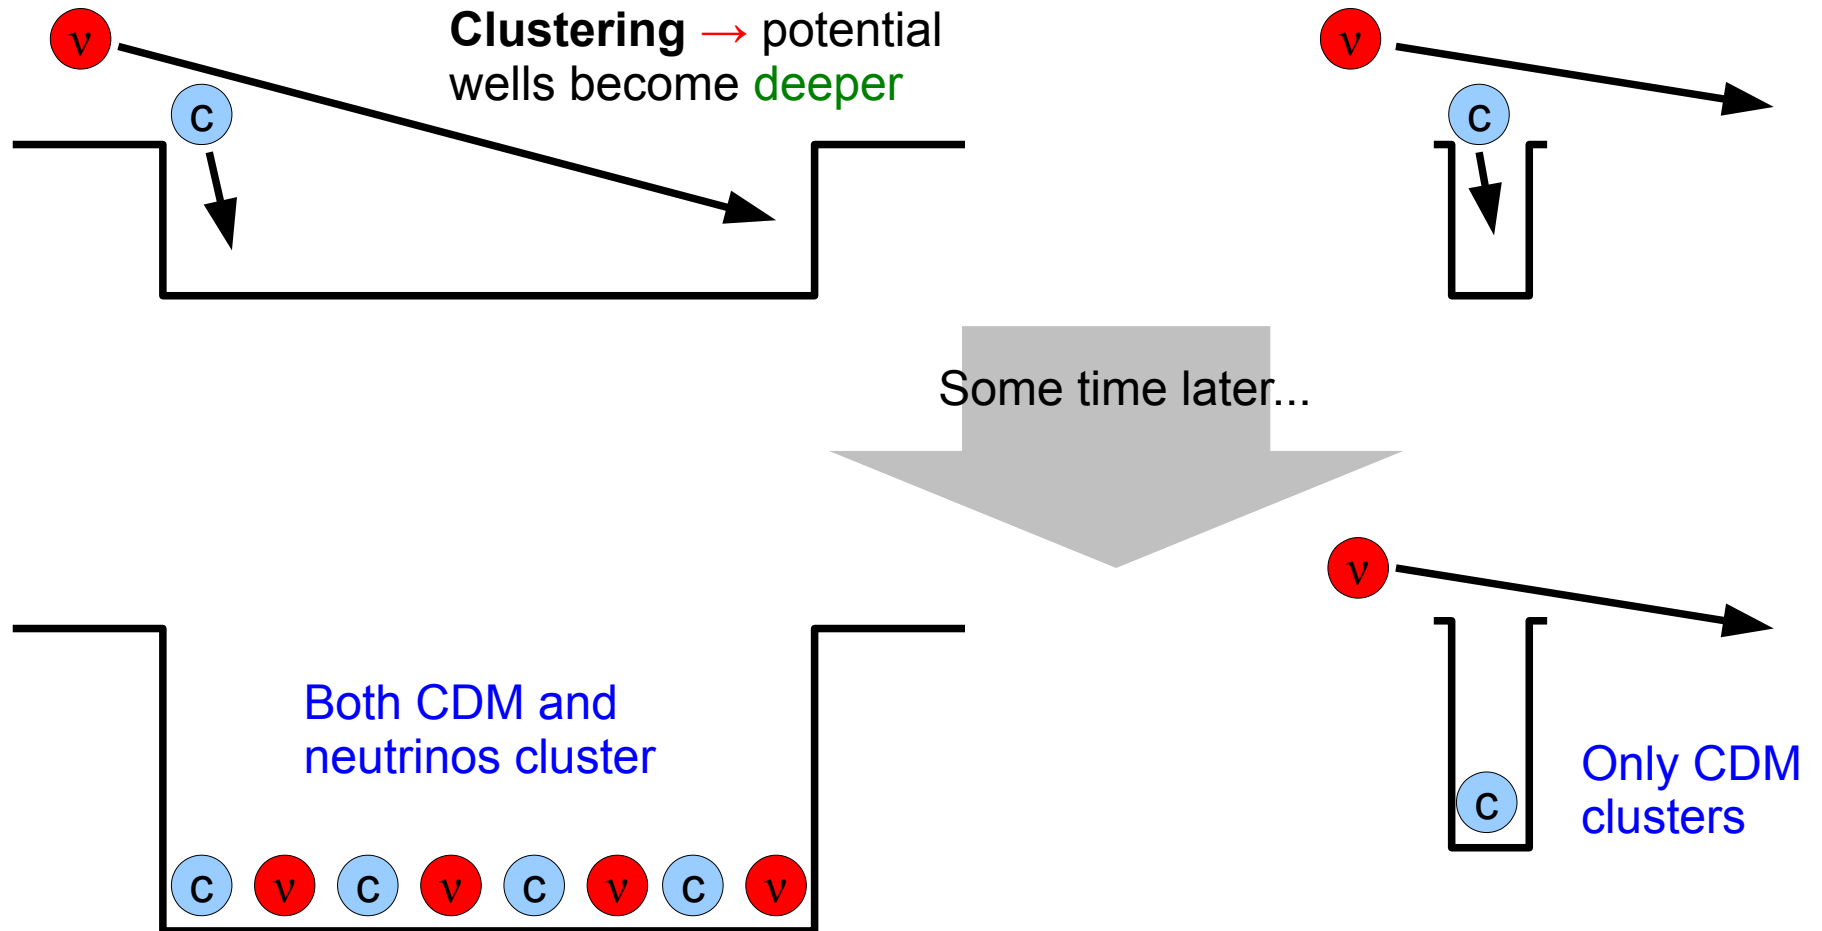 ν
Clustering → potential
wells become deeper
c
ν
c
Some time later...
ν
Both CDM and
neutrinos cluster
Only CDM
clusters
c
c ν c ν c ν c ν